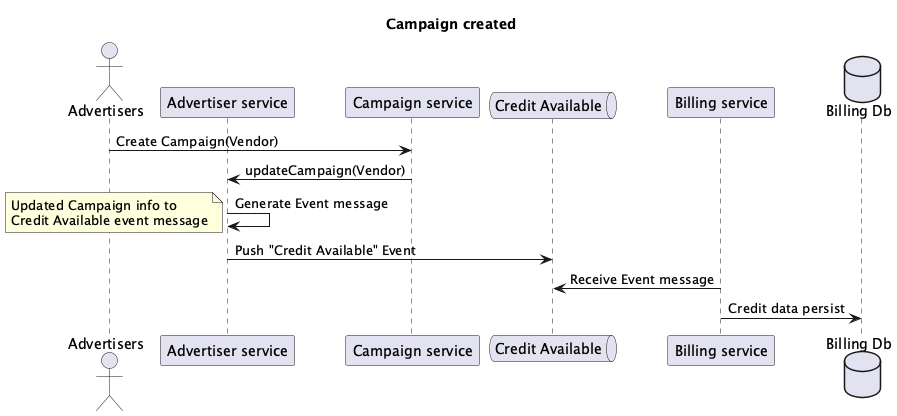 Campaign created
Advertisers
Advertiser service
Campaign service
Credit Available
Billing service
Billing Db
Create Campaign(Vendor)
updateCampaign(Vendor)
Updated Campaign info to
Credit Available event message
Generate Event message
Push "Credit Available" Event
Receive Event message
Credit data persist
Advertisers
Advertiser service
Campaign service
Credit Available
Billing service
Billing Db